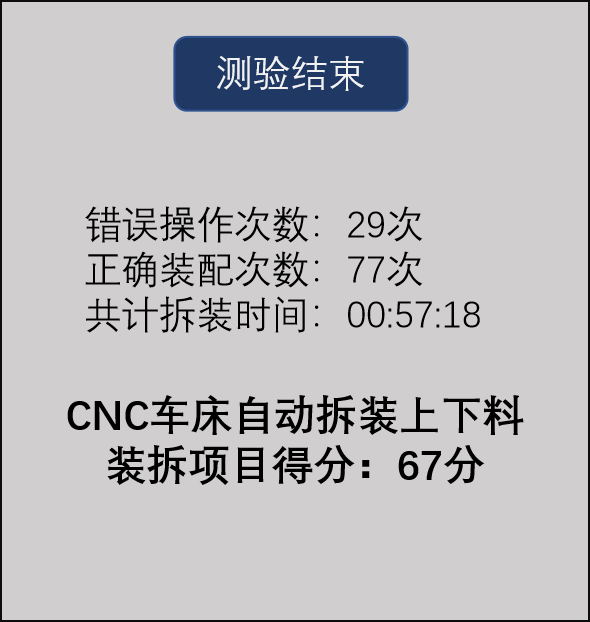 测验结束
错误操作次数：29次
正确装配次数：77次
共计拆装时间：00:57:18
CNC车床自动拆装上下料
装拆项目得分：67分